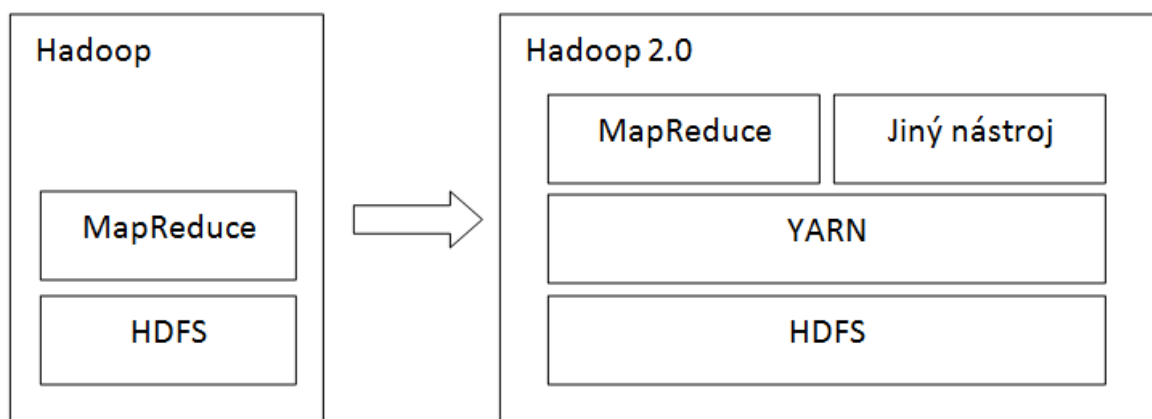 Hadoop
MapReduce
HDFS
Hadoop 2.0
MapReduce
Jiný nástroj
YARN
HDFS